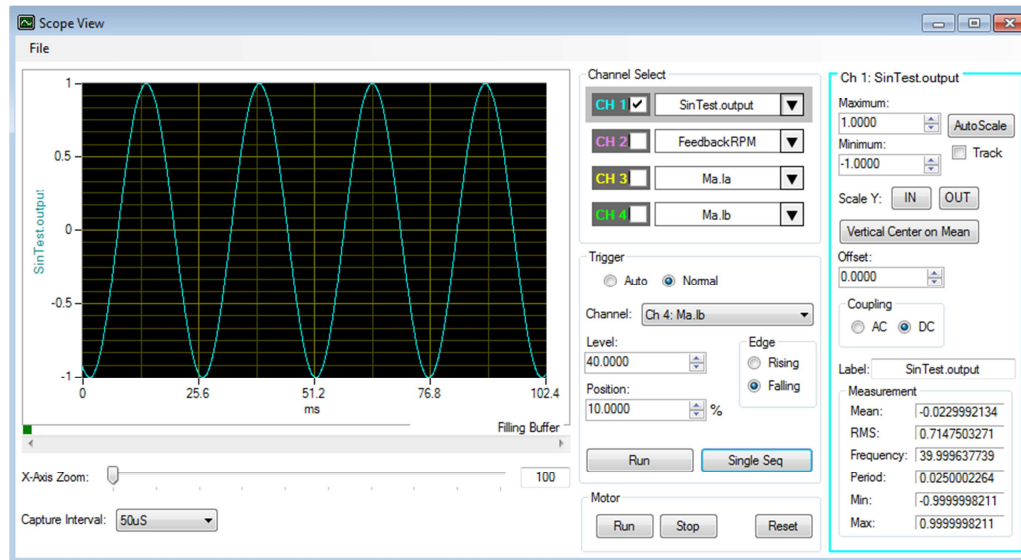 Scope View
File
SinTest.output
1
0.5
0
-0.5
-1
0 25.6 51.2 76.8 102.4
ms
Filling Buffer
X-Axis Zoom: 100
Capture Interval: 50uS
Channel Select
CH 1 SinTest.output
CH 2 FeedbackRPM
CH 3 Ma.Ia
CH 4 Ma.Ib
Trigger
Auto Normal
Channel: Ch 4: Ma.Ib
Level:
40.0000
Edge
Rising
Falling
Position:
10.0000 %
Run Single Seq
Motor
Run Stop Reset
Ch 1: SinTest.output
Maximum:
1.0000 AutoScale
Minimum:
-1.0000 Track
Scale Y: IN OUT
Vertical Center on Mean
Offset:
0.0000
Coupling
AC DC
Label: SinTest.output
Measurement
Mean: -0.0229992134
RMS: 0.7147503271
Frequency: 39.999637739
Period: 0.0250002264
Min: -0.9999998211
Max: 0.9999998211